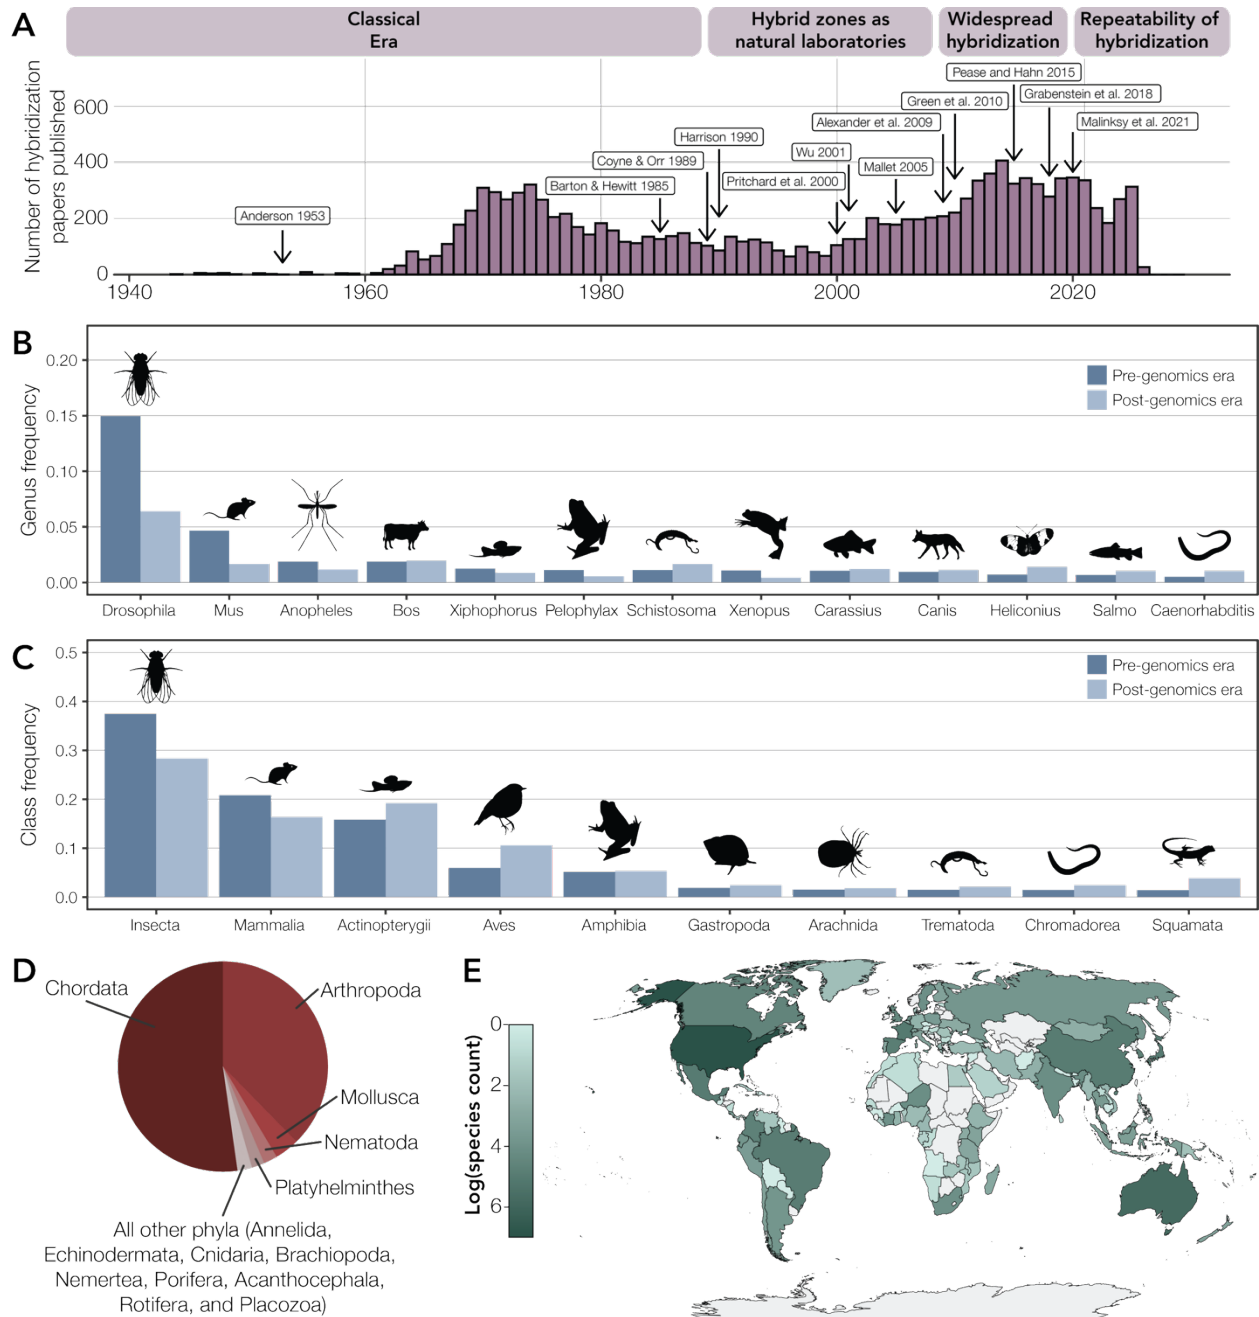 A
Classical
Era
Hybrid zones as
natural laboratories
Widespread
hybridization
Repeatability of
hybridization
Number of hybridization
papers published
600
400
200
0
Pease and Hahn 2015
Green et al. 2010
Grabenstein et al. 2018
Alexander et al. 2009
Malinksy et al. 2021
Harrison 1990
Wu 2001
Coyne & Orr 1989
Mallet 2005
Barton & Hewitt 1985
Pritchard et al. 2000
Anderson 1953
1940
1960
1980
2000
2020
B
Genus frequency
0.20
0.15
0.10
0.05
0.00
Pre-genomics era
Post-genomics era
Drosophila
Mus
Anopheles
Bos
Xiphophorus
Pelophylax
Schistosoma
Xenopus
Carassius
Canis
Heliconius
Salmo
Caenorhabditis
C
Class frequency
0.5
0.4
0.3
0.2
0.1
0.0
Pre-genomics era
Post-genomics era
Insecta
Mammalia
Actinopterygii
Aves
Amphibia
Gastropoda
Arachnida
Trematoda
Chromadorea
Squamata
D
Chordata
Arthropoda
Mollusca
Nematoda
Platyhelminthes
All other phyla (Annelida,
Echinodermata, Cnidaria, Brachiopoda,
Nemertea, Porifera, Acanthocephala,
Rotifera, and Placozoa)
E
Log(species count)
0
2
4
6